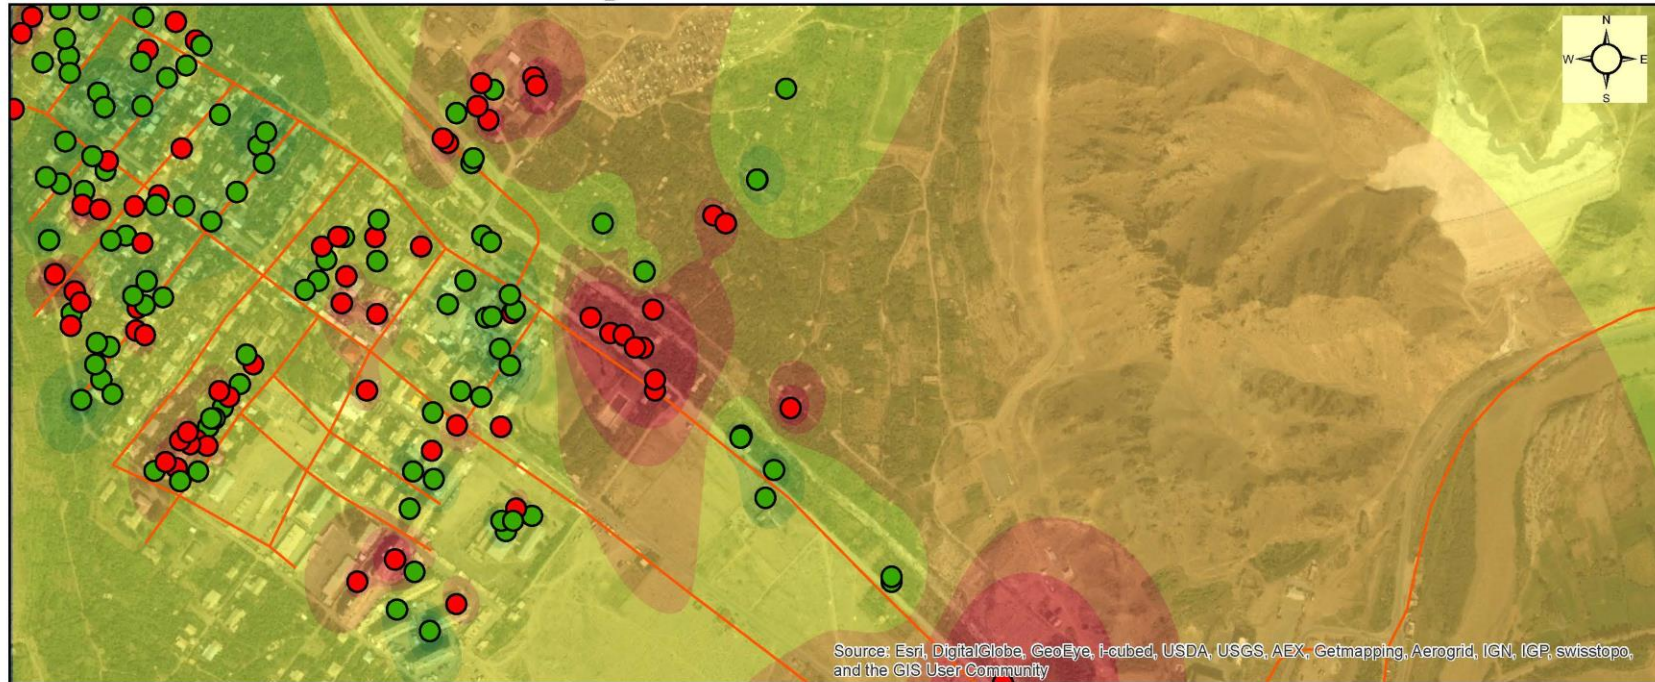 N
W E
S
Source: Esri, DigitalGlobe, GeoEye, i-cubed, USDA, USGS, AEX, Getmapping, Aerogrid, IGN, IGP, swisstopo,
and the GIS User Community